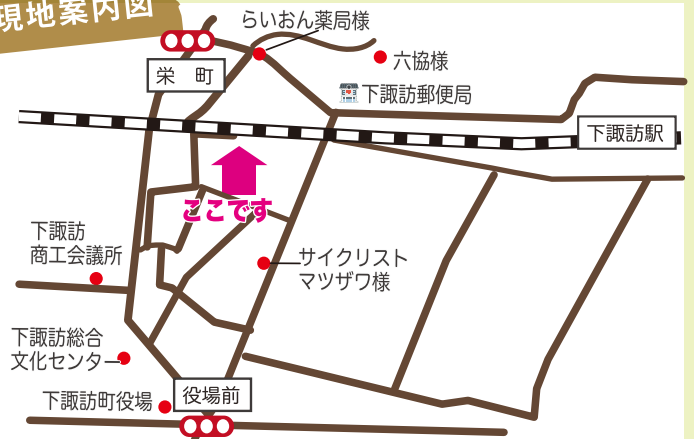 現地案内図
らいおん薬局様
六協様
栄 町
下諏訪郵便局
下諏訪駅
ここです
下諏訪
商工会議所
サイクリスト
マツザワ様
下諏訪総合
文化センター
役場前
下諏訪町役場